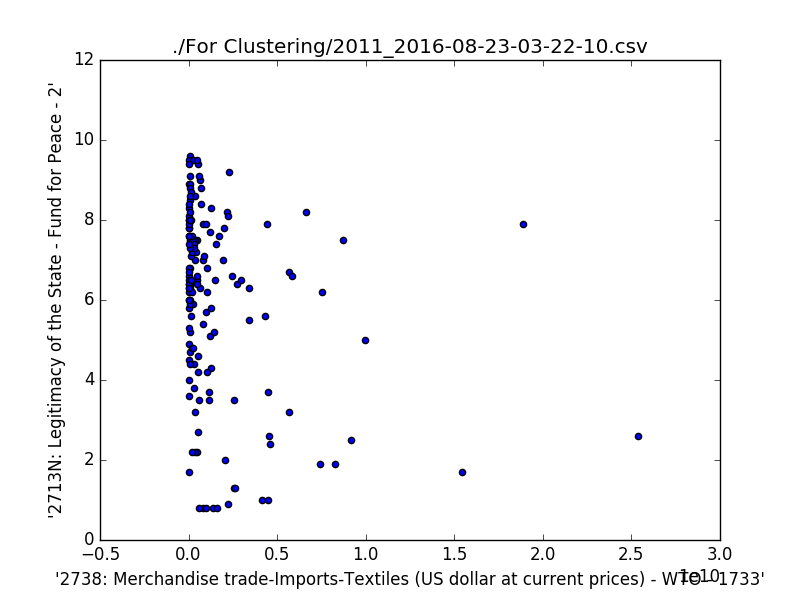 ./For Clustering/2011_2016-08-23-03-22-10.csv
12
10
8
6
4
2
0
'2713N: Legitimacy of the State - Fund for Peace - 2'
−0.5 0.0 0.5 1.0 1.5 2.0 2.5 3.0
1e10
'2738: Merchandise trade-Imports-Textiles (US dollar at current prices) - WTO - 1733'